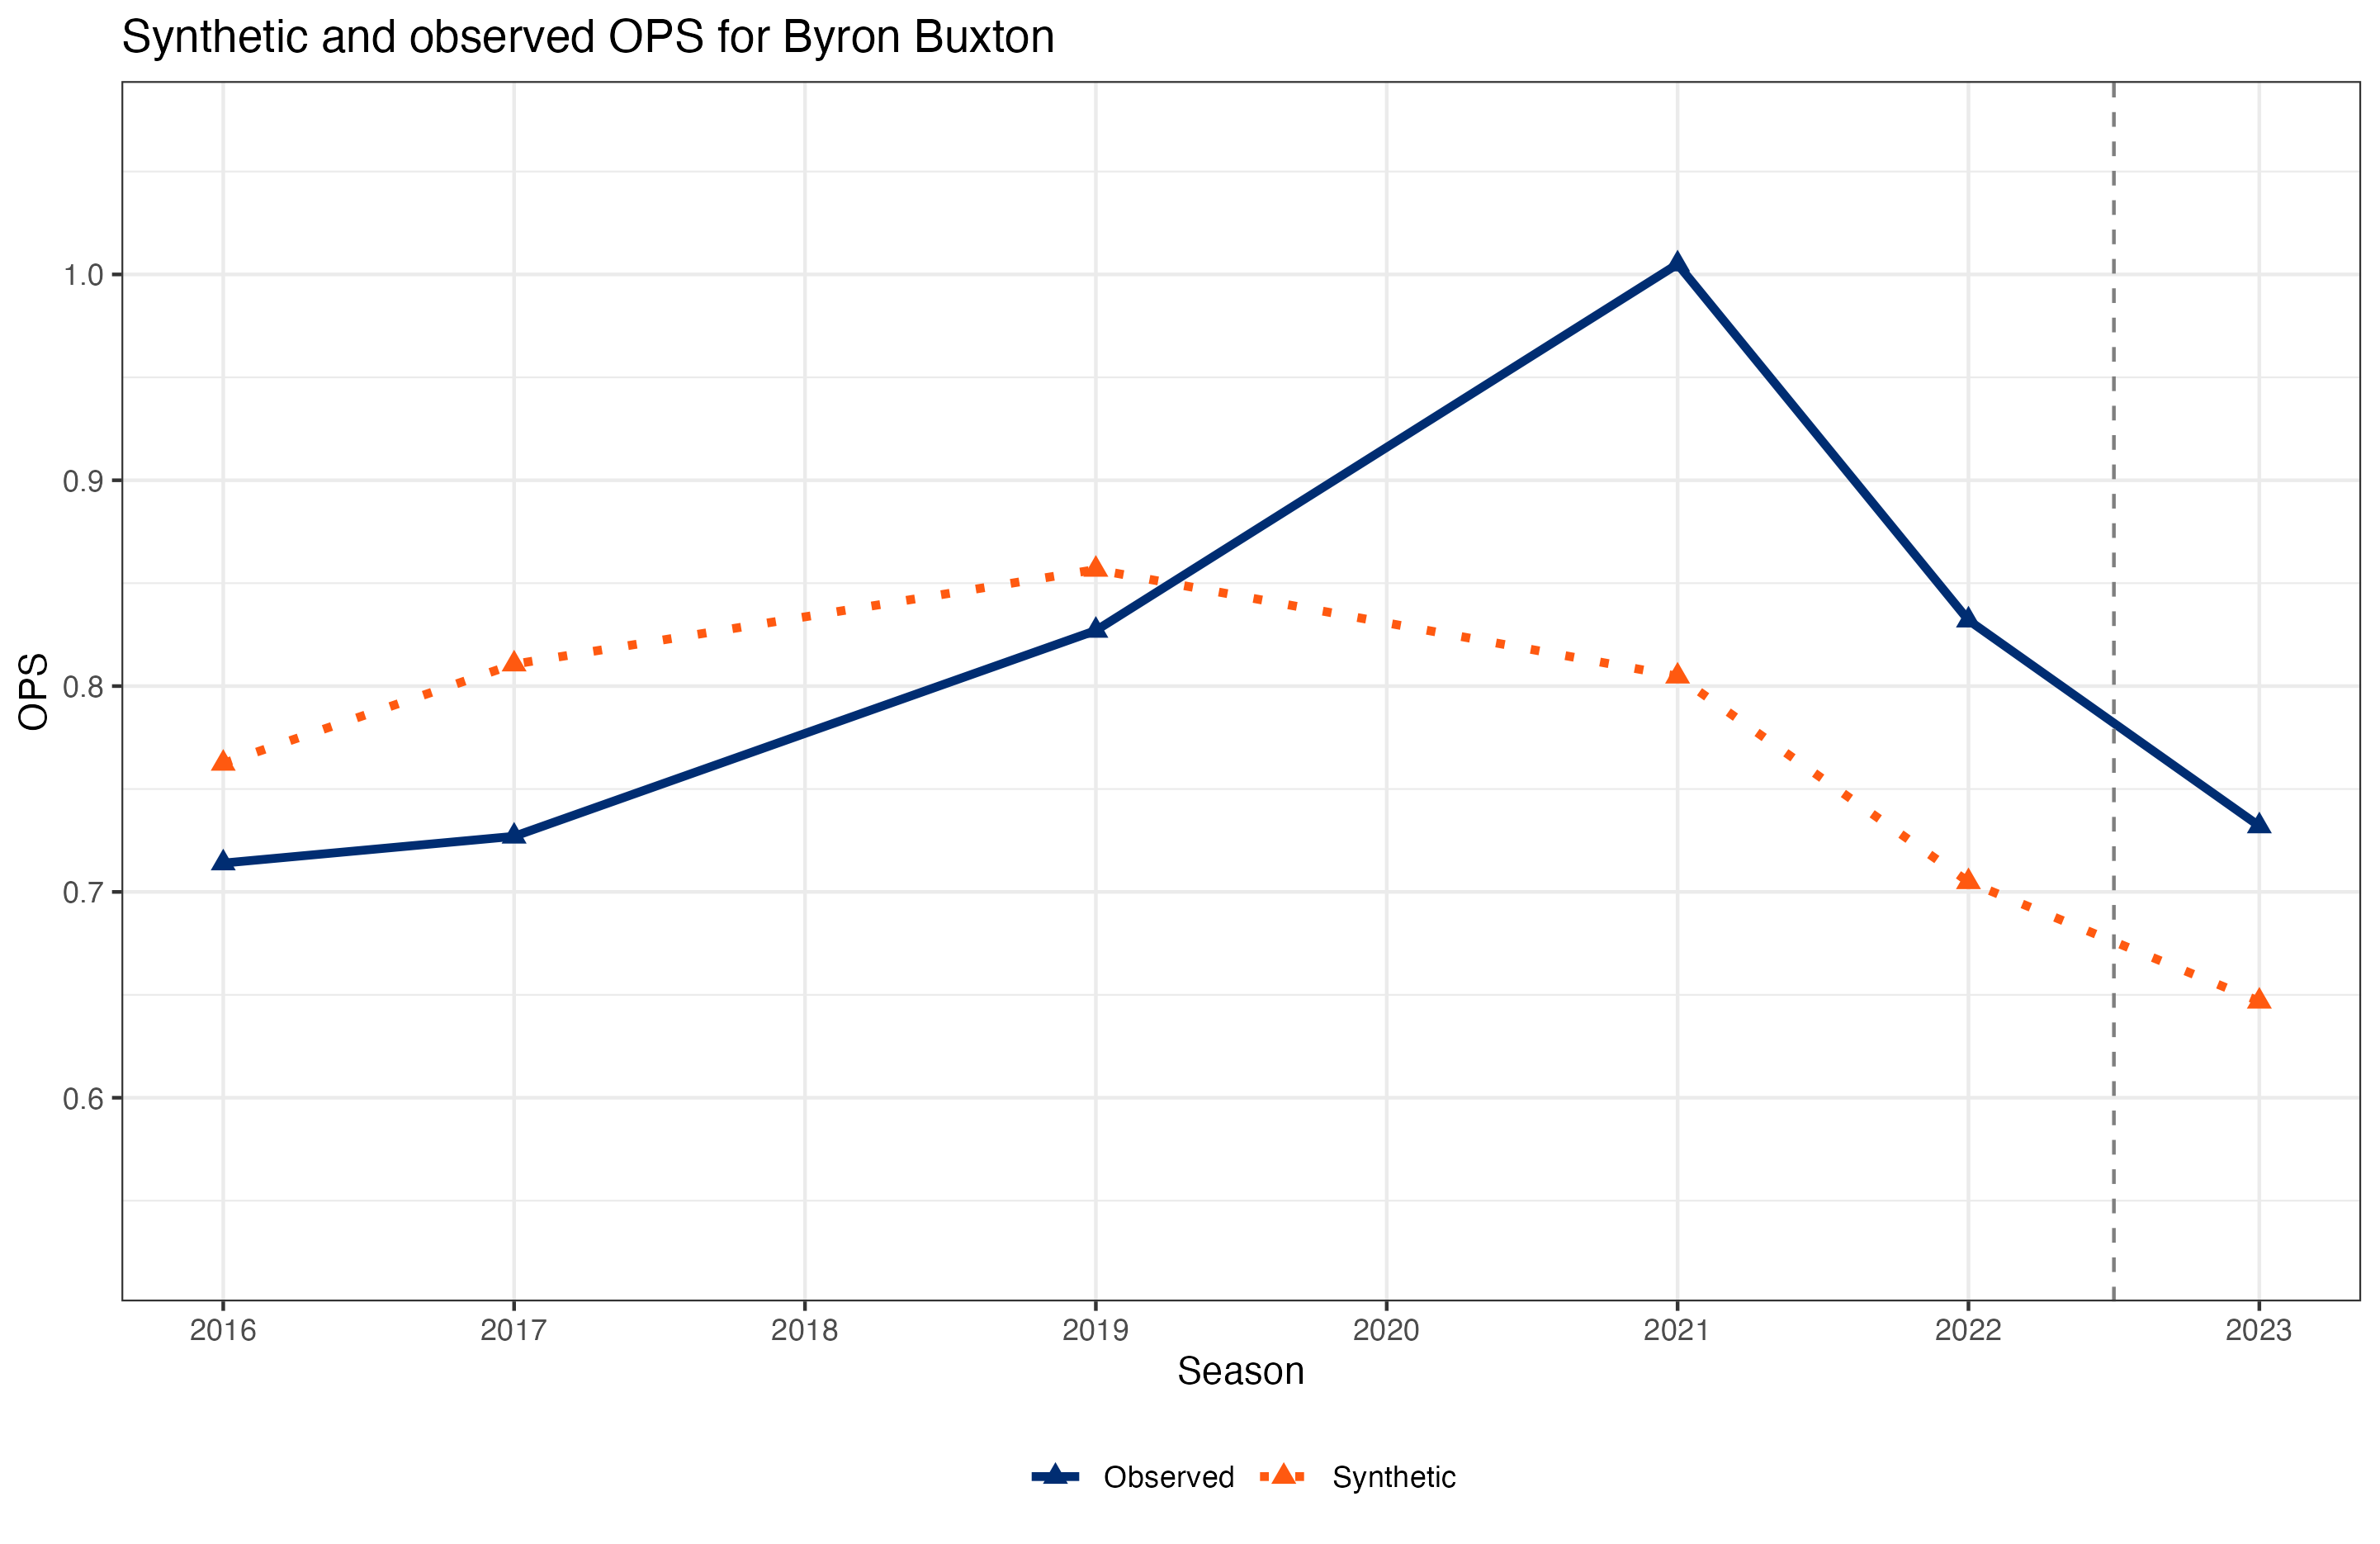 Synthetic and observed OPS for Byron Buxton
OPS
1.0
0.9
0.8
0.7
0.6
2016 2017 2018 2019 2020 2021 2022 2023
Season
Observed Synthetic